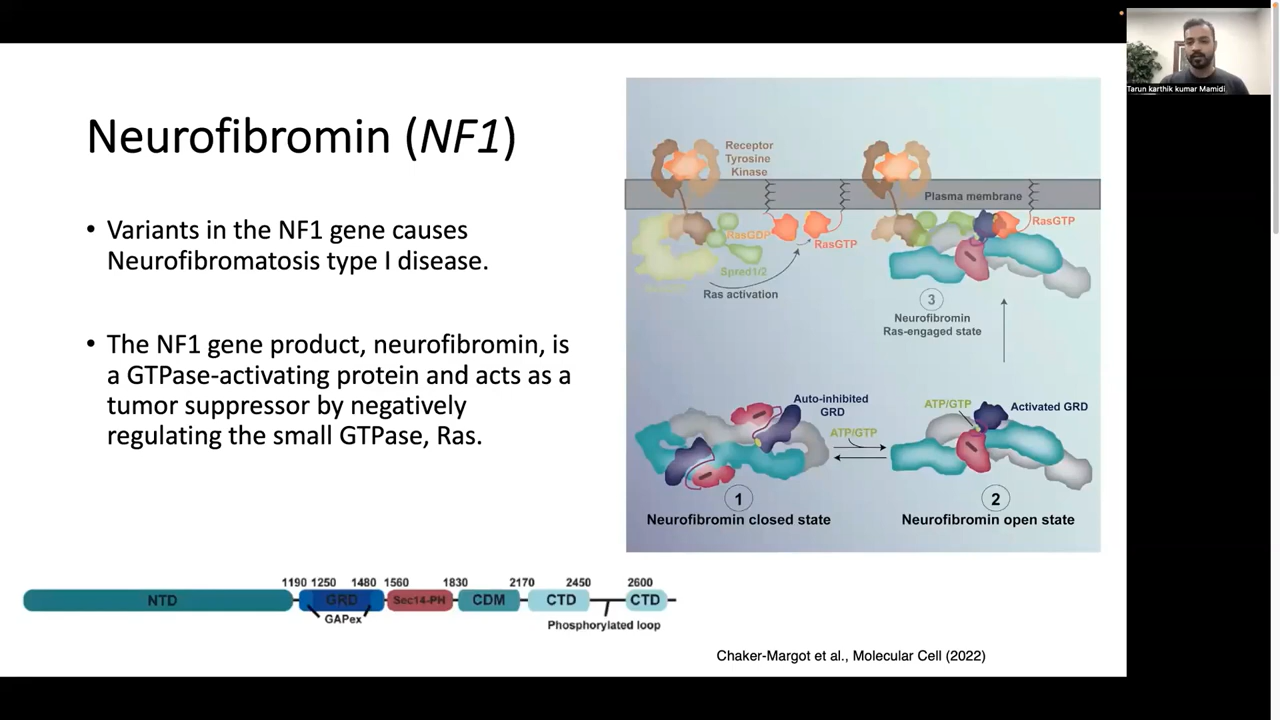 Tarun karthik kumar Mamidi
Neurofibromin (NF1)
• Variants in the NF1 gene causes
Neurofibromatosis type I disease.
• The NF1 gene product, neurofibromin, is
a GTPase-activating protein and acts as a
tumor suppressor by negatively
regulating the small GTPase, Ras.
Receptor
Tyrosine
Kinase
Plasma membrane
RasGDP
RasGTP
RasGTP
Spred1/2
Ras activation
3
Neurofibromin
Ras-engaged state
Auto-inhibited
GRD
ATP/GTP
ATP/GTP
Activated GRD
1
Neurofibromin closed state
2
Neurofibromin open state
1190 1250 1480 1560 1830 2170 2450 2600
NTD GRD Sec14-PH CDM CTD CTD
GAPex
Phosphorylated loop
Chaker-Margot et al., Molecular Cell (2022)